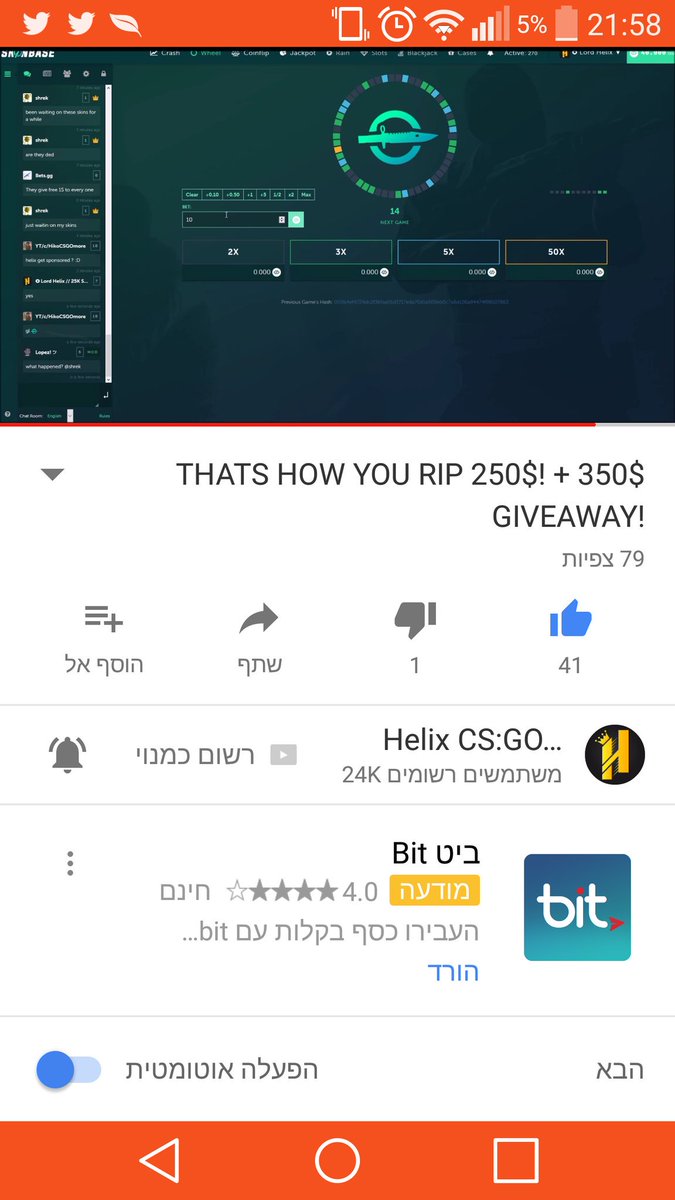 5% 21:58
SKINBASE
Crash Wheel Coinflip Jackpot Rain Slots Blackjack Cases Active: 270 Lord Helix
shrek 1
been waiting on these skins for
a while
shrek 1
are they ded
Bets.gg
They give free 15 to every one
shrek 1
just waitin on my skins
YT/c/HikoCSGOmore
helix get sponsored ? :D
Lord Helix // 25K S...
yes
YT/c/HikoCSGOmore
gl
Lopez!
what happened? @shrek
Chat Room: English Rules
Clear +0.10 +0.50 +1 +5 1/2 x2 Max
BET:
10
14
NEXT GAME
2X 3X 5X 50X
0.000 0.000 0.000 0.000
Previous Game's Hash:
THATS HOW YOU RIP 250$! + 350$
GIVEAWAY!
79 צפיות
41 1 שתף הוסף אל
Helix CS:GO...
24K משתמשים רשומים
רשום כמנוי
ביט Bit
מודעה 4.0 חינם
העבירו כסף בקלות עם bit...
הורד
bit
הבא הפעלה אוטומטית